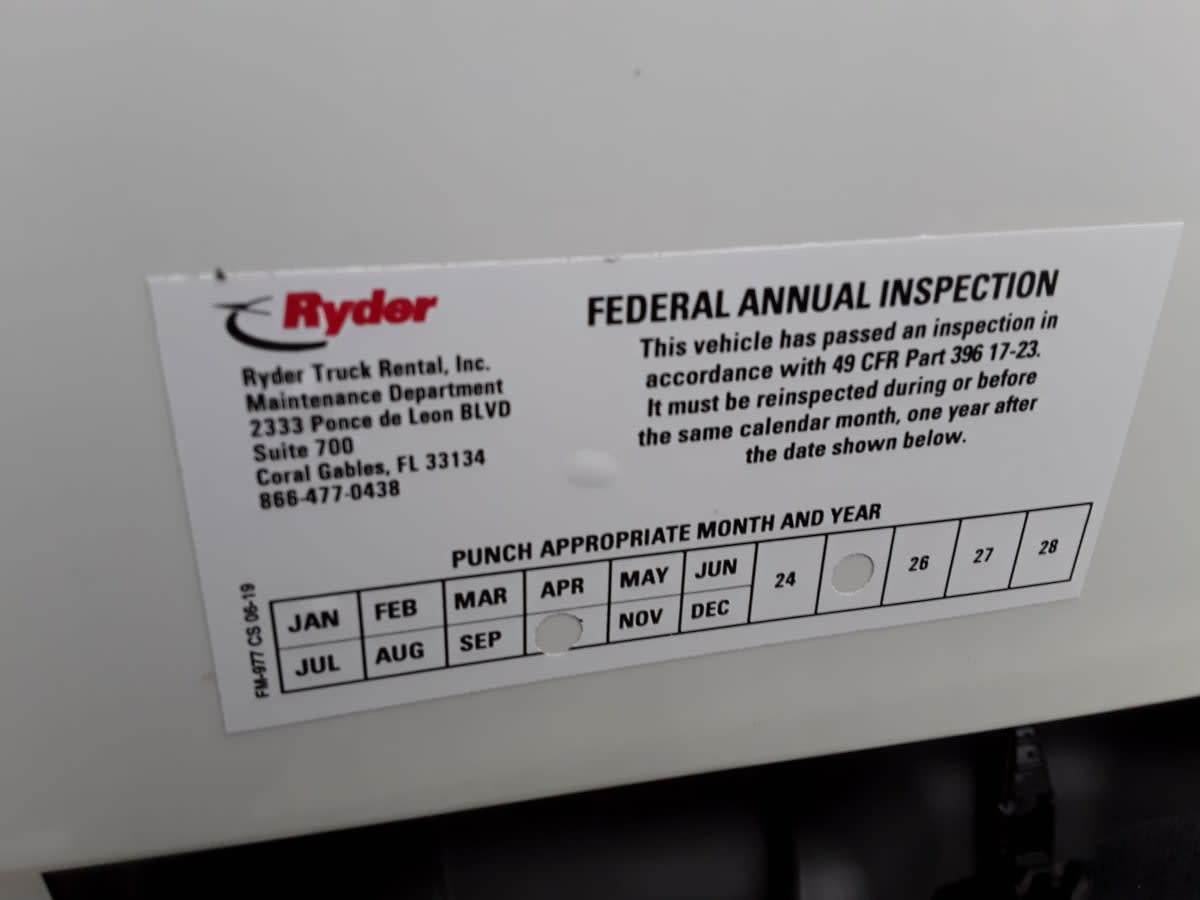 Ryder
Ryder Truck Rental, Inc.
Maintenance Department
2333 Ponce de Leon BLVD
Suite 700
Coral Gables, FL 33134
866-477-0438
FEDERAL ANNUAL INSPECTION
This vehicle has passed an inspection in
accordance with 49 CFR Part 396 17-23.
It must be reinspected during or before
the same calendar month, one year after
the date shown below.
PUNCH APPROPRIATE MONTH AND YEAR
JAN FEB MAR APR MAY JUN 24 26 27 28
JUL AUG SEP NOV DEC
FM-977 CS 06-19